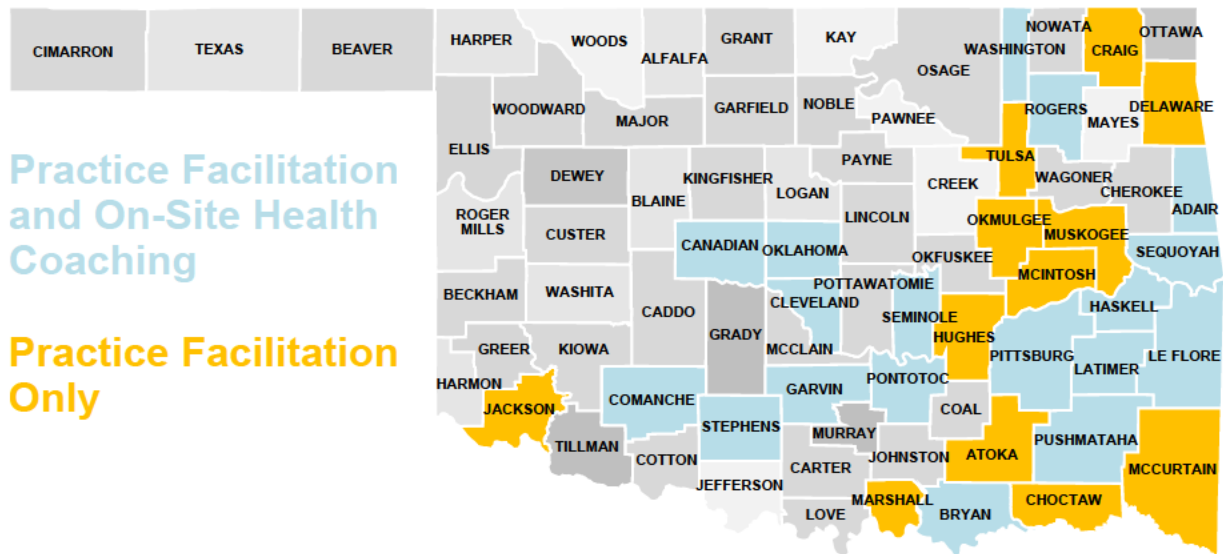 CIMARRON
TEXAS
BEAVER
HARPER
WOODS
ALFALFA
GRANT
KAY
OSAGE
WASHINGTON
NOWATA
CRAIG
OTTAWA
WOODWARD
MAJOR
GARFIELD
NOBLE
PAWNEE
ROGERS
MAYES
DELAWARE
ELLIS
Practice Facilitation
and On-Site Health
Coaching
DEWEY
BLAINE
KINGFISHER
LOGAN
PAYNE
CREEK
TULSA
WAGONER
CHEROKEE
ADAIR
ROGER
MILLS
CUSTER
CANADIAN
OKLAHOMA
LINCOLN
OKMULGEE
MUSKOGEE
SEQUOYAH
OKFUSKEE
MCINTOSH
BECKHAM
WASHITA
CADDO
GRADY
CLEVELAND
POTTAWATOMIE
SEMINOLE
HUGHES
HASKELL
PITTSBURG
LATIMER
LE FLORE
Practice Facilitation
Only
GREER
KIOWA
MCCLAIN
HARMON
JACKSON
COMANCHE
STEPHENS
GARVIN
PONTOTOC
COAL
TILLMAN
COTTON
MURRAY
JOHNSTON
ATOKA
PUSHMATAHA
MCCURTAIN
JEFFERSON
CARTER
LOVE
MARSHALL
BRYAN
CHOCTAW